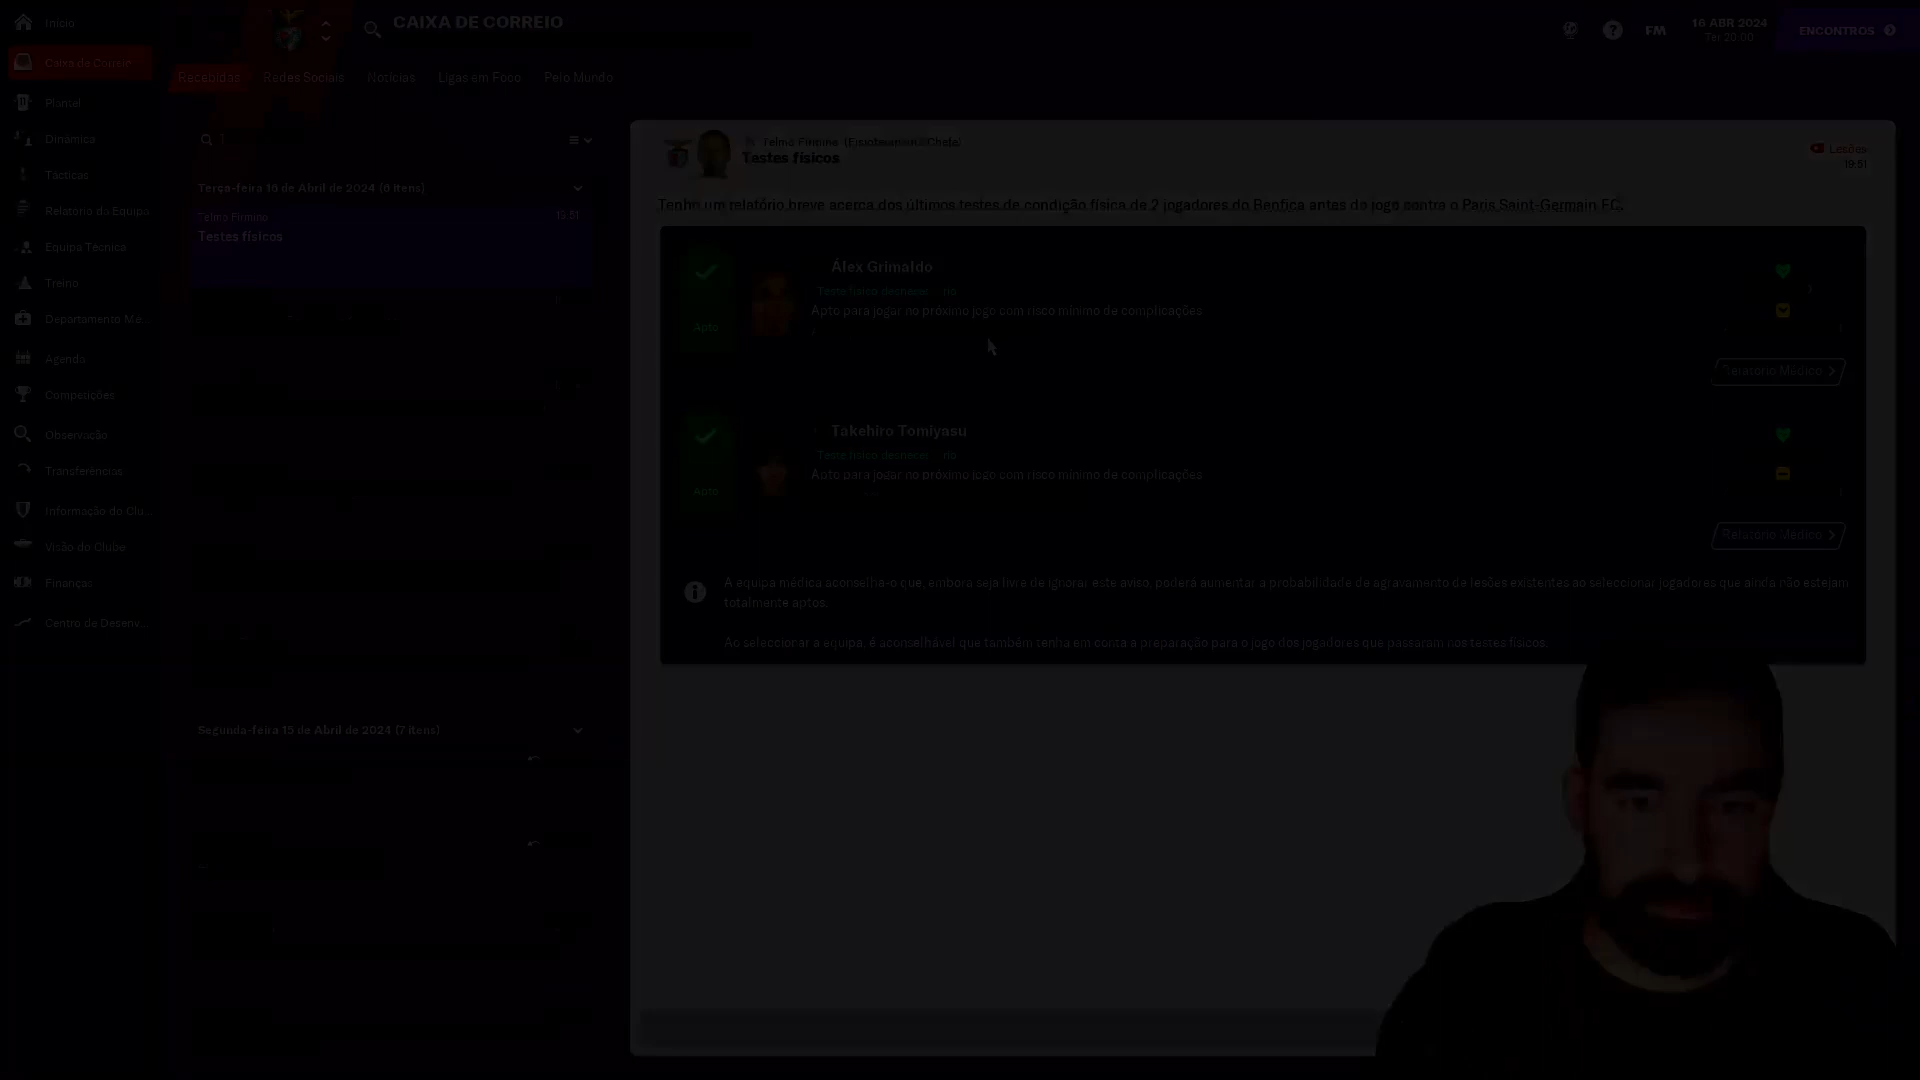 Início
CAIXA DE CORREIO
FM
16 ABR 2024
Ter 20:00
ENCONTROS
Caixa de Correio
Recebidas
Redes Sociais
Notícias
Ligas em Foco
Pelo Mundo
Plantel
Dinâmica
Tácticas
Relatório da Equipa
Equipa Técnica
Treino
Departamento Mé...
Agenda
Competições
Observação
Transferências
Informação do Clu...
Visão do Clube
Finanças
Centro de Desenv...
Terça-feira 16 de Abril de 2024 (6 itens)
Telmo Firmino
19:51
Testes físicos
Segunda-feira 15 de Abril de 2024 (7 itens)
Telmo Firmino (Fisioterapeuta Chefe)
Testes físicos
Lesões
19:51
Tenho um relatório breve acerca dos últimos testes de condição física de 2 jogadores do Benfica antes do jogo contra o Paris Saint-Germain FC.
Apto
Álex Grimaldo
Teste físico
Apto para jogar no próximo jogo com risco mínimo de complicações
Relatório Médico
Apto
Takehiro Tomiyasu
Teste físico
Apto para jogar no próximo jogo com risco mínimo de complicações
Relatório Médico
A equipa médica aconselha-o que, embora seja livre de ignorar este aviso, poderá aumentar a probabilidade de agravamento de lesões existentes ao seleccionar jogadores que ainda não estejam
totalmente aptos.
Ao seleccionar a equipa, é aconselhável que também tenha em conta a preparação para o jogo dos jogadores que passaram nos testes físicos.